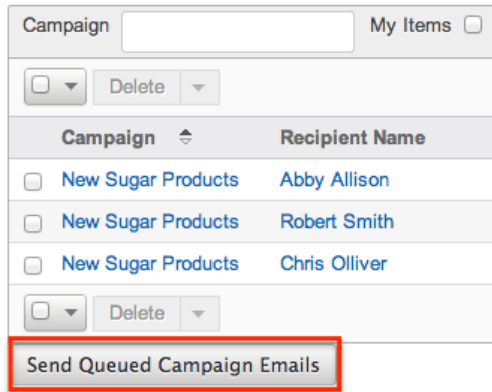 Campaign My Items
Delete
Campaign Recipient Name
New Sugar Products Abby Allison
New Sugar Products Robert Smith
New Sugar Products Chris Olliver
Delete
Send Queued Campaign Emails